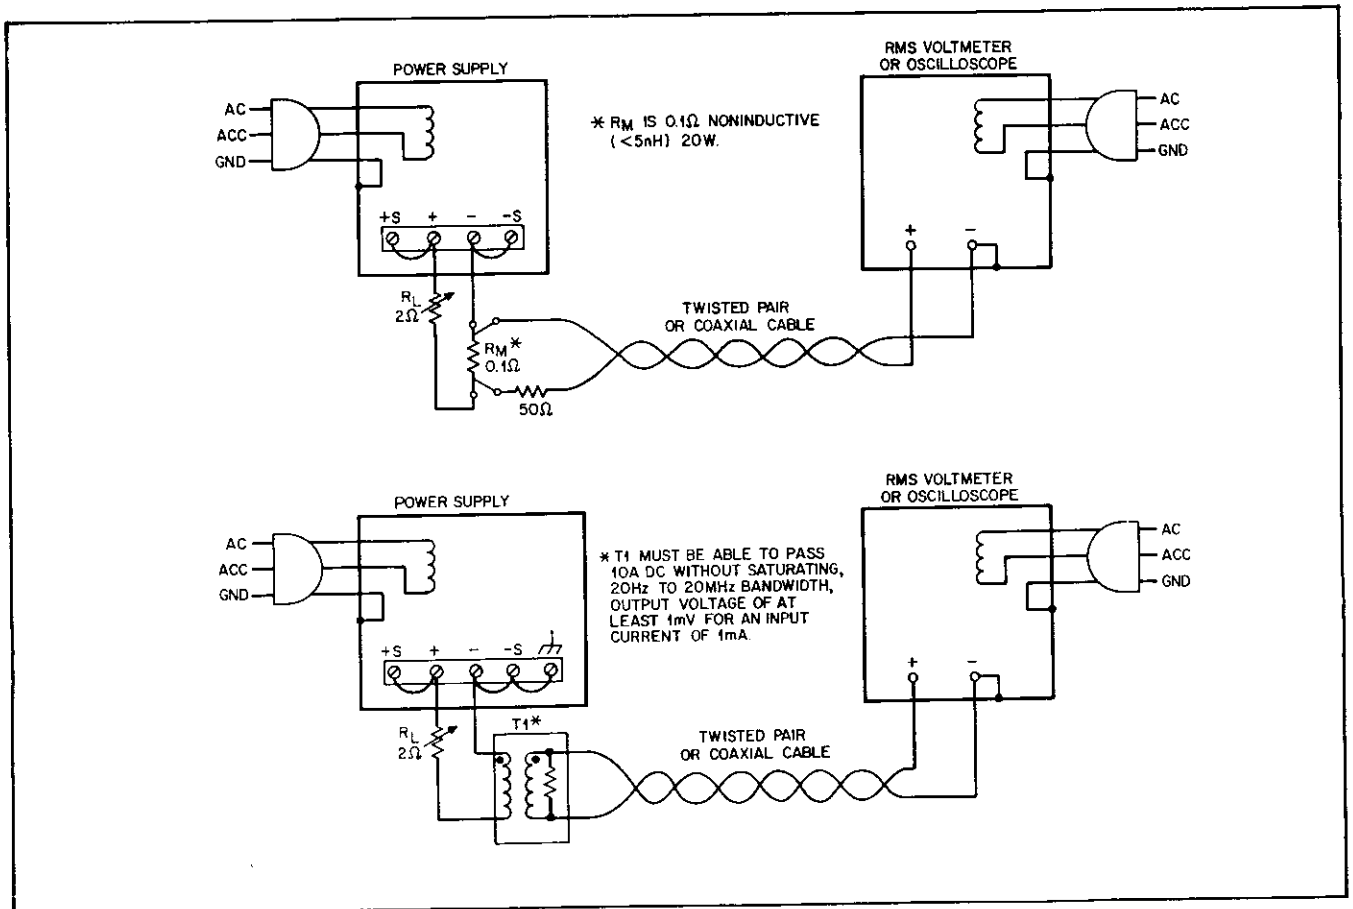 POWER SUPPLY
RMS VOLTMETER
OR OSCILLOSCOPE
AC
ACC
GND
* RM IS 0.1Ω NONINDUCTIVE
(<5nH) 20W.
AC
ACC
GND
+S + - -S
+ -
RL
2Ω
TWISTED PAIR
OR COAXIAL CABLE
RM*
0.1Ω
50Ω
POWER SUPPLY
RMS VOLTMETER
OR OSCILLOSCOPE
AC
ACC
GND
* T1 MUST BE ABLE TO PASS
10A DC WITHOUT SATURATING,
20Hz TO 20MHz BANDWIDTH,
OUTPUT VOLTAGE OF AT
LEAST 1mV FOR AN INPUT
CURRENT OF 1mA.
AC
ACC
GND
+S + - -S
+ -
RL
2Ω
T1*
TWISTED PAIR
OR COAXIAL CABLE